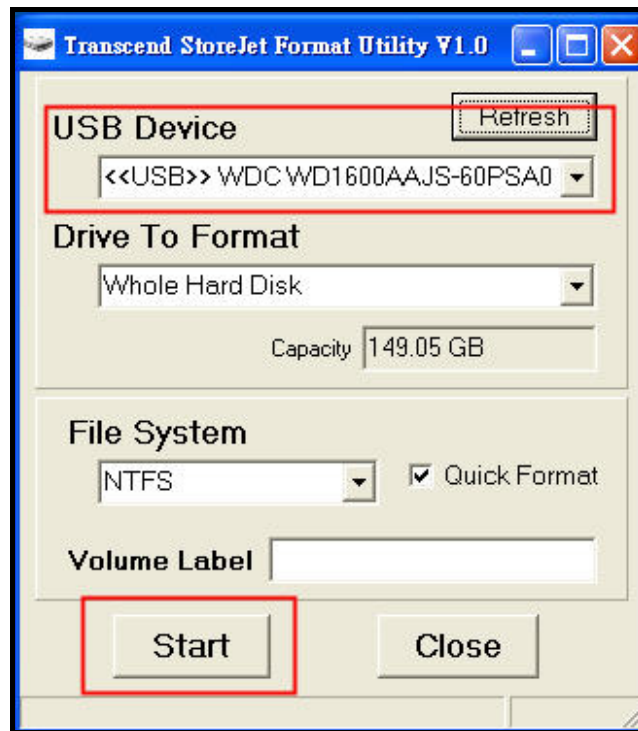 Transcend StoreJet Format Utility V1.0
Refresh
USB Device
<<USB>> WDC WD1600AAJS-60PSA0
Drive To Format
Whole Hard Disk
Capacity 149.05 GB
File System
NTFS Quick Format
Volume Label
Start Close